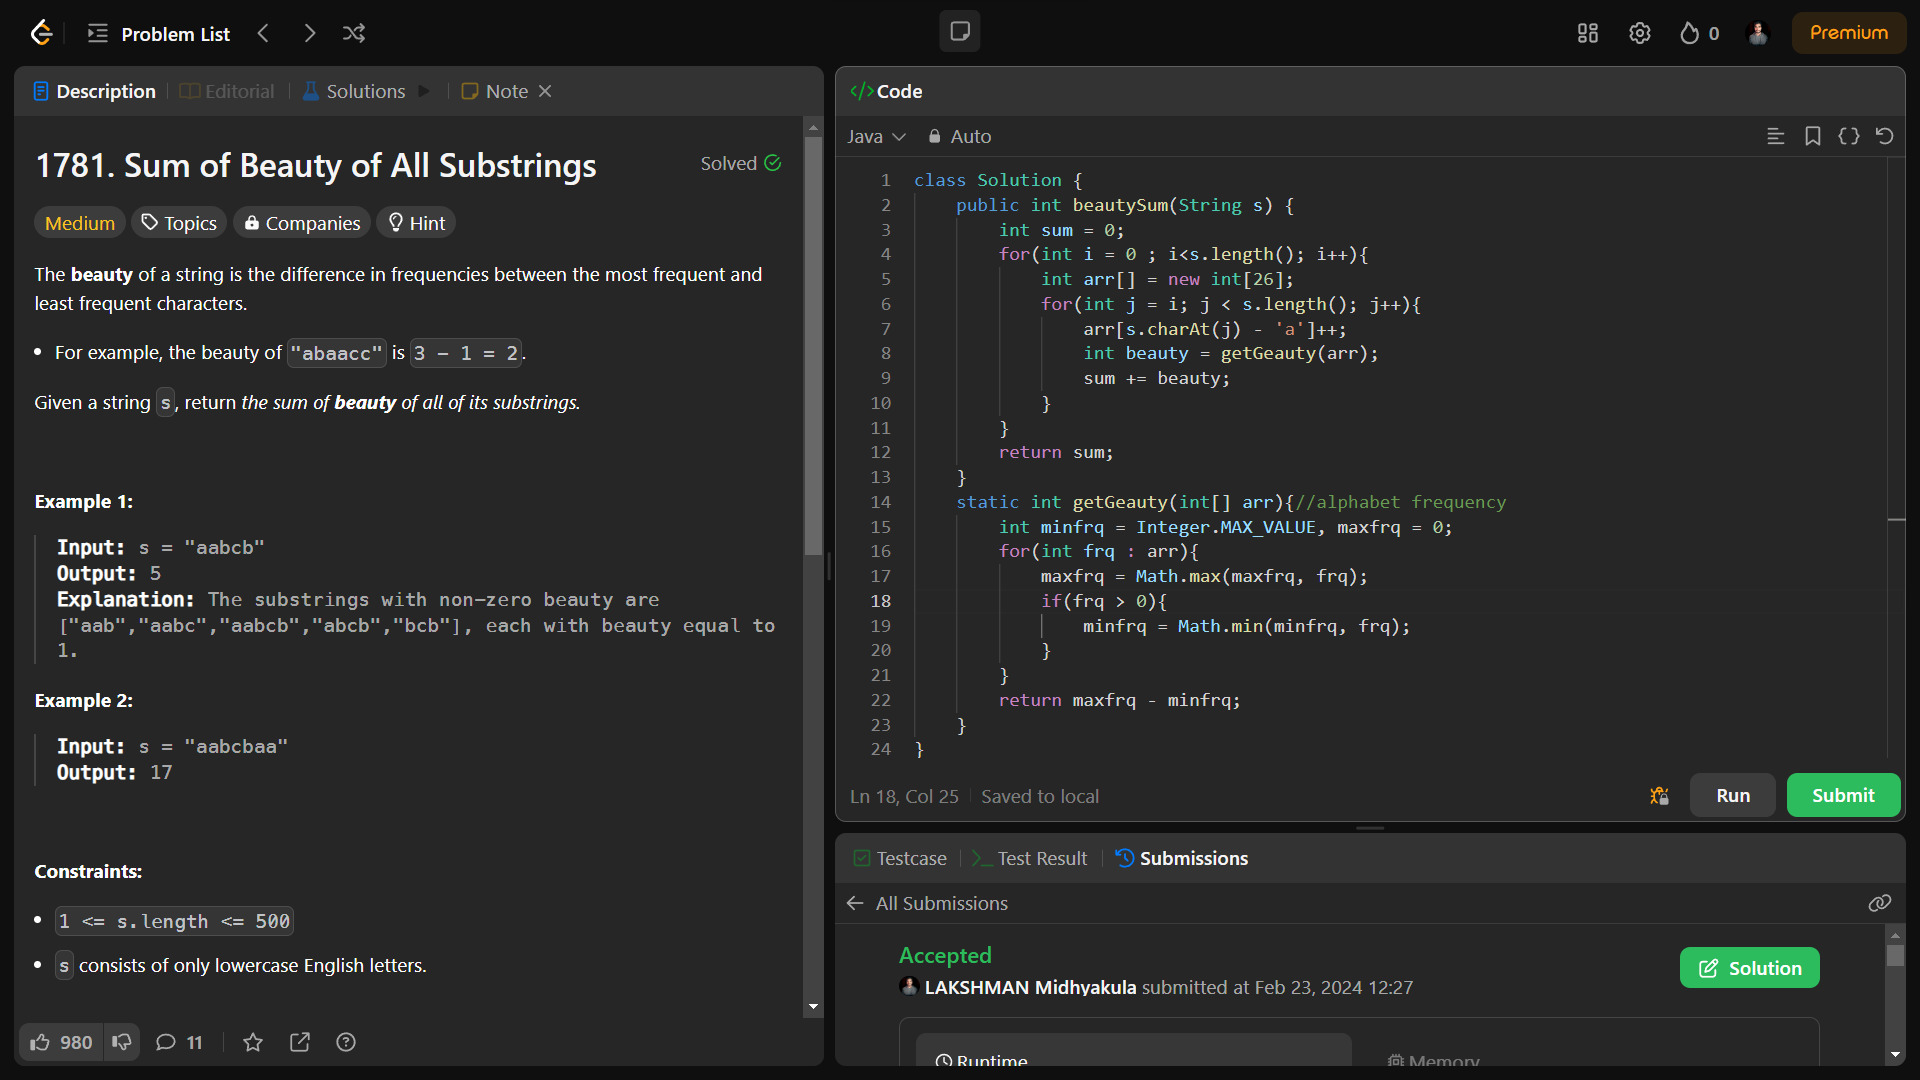 Problem List
0
Premium
Description
Editorial
Solutions
Note
1781. Sum of Beauty of All Substrings
Solved
Medium
Topics
Companies
Hint
The beauty of a string is the difference in frequencies between the most frequent and
least frequent characters.
• For example, the beauty of "abaacc" is 3 - 1 = 2.
Given a string s, return the sum of beauty of all of its substrings.
Example 1:
Input: s = "aabcb"
Output: 5
Explanation: The substrings with non-zero beauty are
["aab","aabc","aabcb","abcb","bcb"], each with beauty equal to
1.
Example 2:
Input: s = "aabcbaa"
Output: 17
Constraints:
• 1 <= s.length <= 500
• s consists of only lowercase English letters.
980
11
</> Code
Java
Auto
1 class Solution {
2     public int beautySum(String s) {
3         int sum = 0;
4         for(int i = 0 ; i<s.length(); i++){
5             int arr[] = new int[26];
6             for(int j = i; j < s.length(); j++){
7                 arr[s.charAt(j) - 'a']++;
8                 int beauty = getGeauty(arr);
9                 sum += beauty;
10             }
11         }
12         return sum;
13     }
14     static int getGeauty(int[] arr){//alphabet frequency
15         int minfrq = Integer.MAX_VALUE, maxfrq = 0;
16         for(int frq : arr){
17             maxfrq = Math.max(maxfrq, frq);
18             if(frq > 0){
19                 minfrq = Math.min(minfrq, frq);
20             }
21         }
22         return maxfrq - minfrq;
23     }
24 }
Ln 18, Col 25
Saved to local
Run
Submit
Testcase
Test Result
Submissions
All Submissions
Accepted
LAKSHMAN Midhyakula submitted at Feb 23, 2024 12:27
Solution
Runtime
Memory